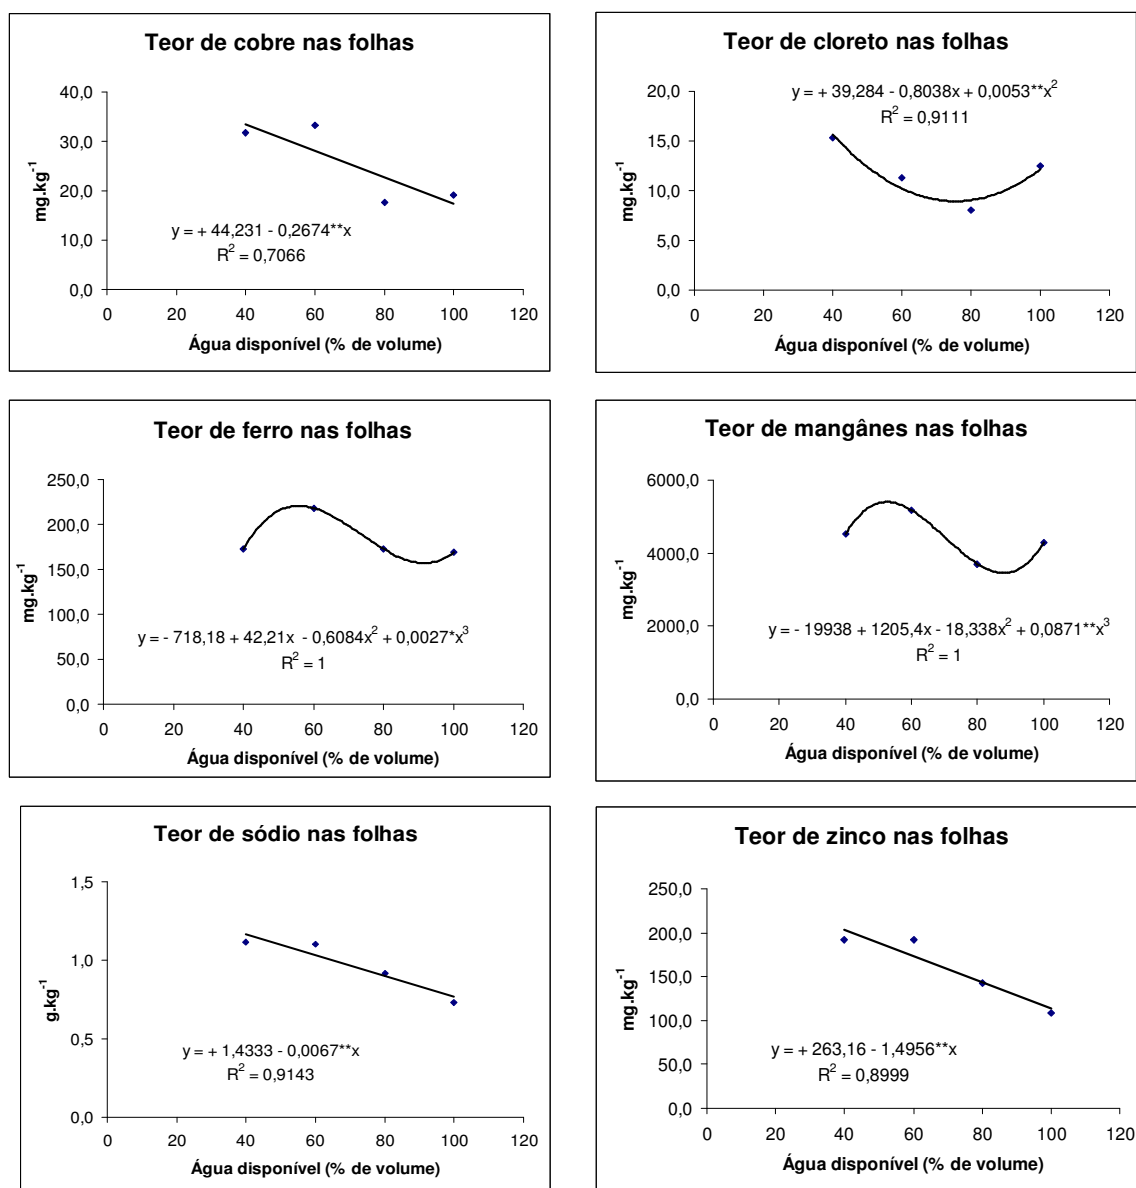 Teor de cobre nas folhas
40,0
30,0
20,0
10,0
0,0
mg.kg⁻¹
y = + 44,231 - 0,2674**x
R² = 0,7066
0 20 40 60 80 100 120
Água disponível (% de volume)
Teor de cloreto nas folhas
y = + 39,284 - 0,8038x + 0,0053**x²
R² = 0,9111
20,0
15,0
10,0
5,0
0,0
mg.kg⁻¹
0 20 40 60 80 100 120
Água disponível (% de volume)
Teor de ferro nas folhas
250,0
200,0
150,0
100,0
50,0
0,0
mg.kg⁻¹
y = - 718,18 + 42,21x - 0,6084x² + 0,0027*x³
R² = 1
0 20 40 60 80 100 120
Água disponível (% de volume)
Teor de mangânes nas folhas
6000,0
4000,0
2000,0
0,0
mg.kg⁻¹
y = - 19938 + 1205,4x - 18,338x² + 0,0871**x³
R² = 1
0 20 40 60 80 100 120
Água disponível (% de volume)
Teor de sódio nas folhas
1,5
1,0
0,5
0,0
g.kg⁻¹
y = + 1,4333 - 0,0067**x
R² = 0,9143
0 20 40 60 80 100 120
Água disponível (% de volume)
Teor de zinco nas folhas
250,0
200,0
150,0
100,0
50,0
0,0
mg.kg⁻¹
y = + 263,16 - 1,4956**x
R² = 0,8999
0 20 40 60 80 100 120
Água disponível (% de volume)